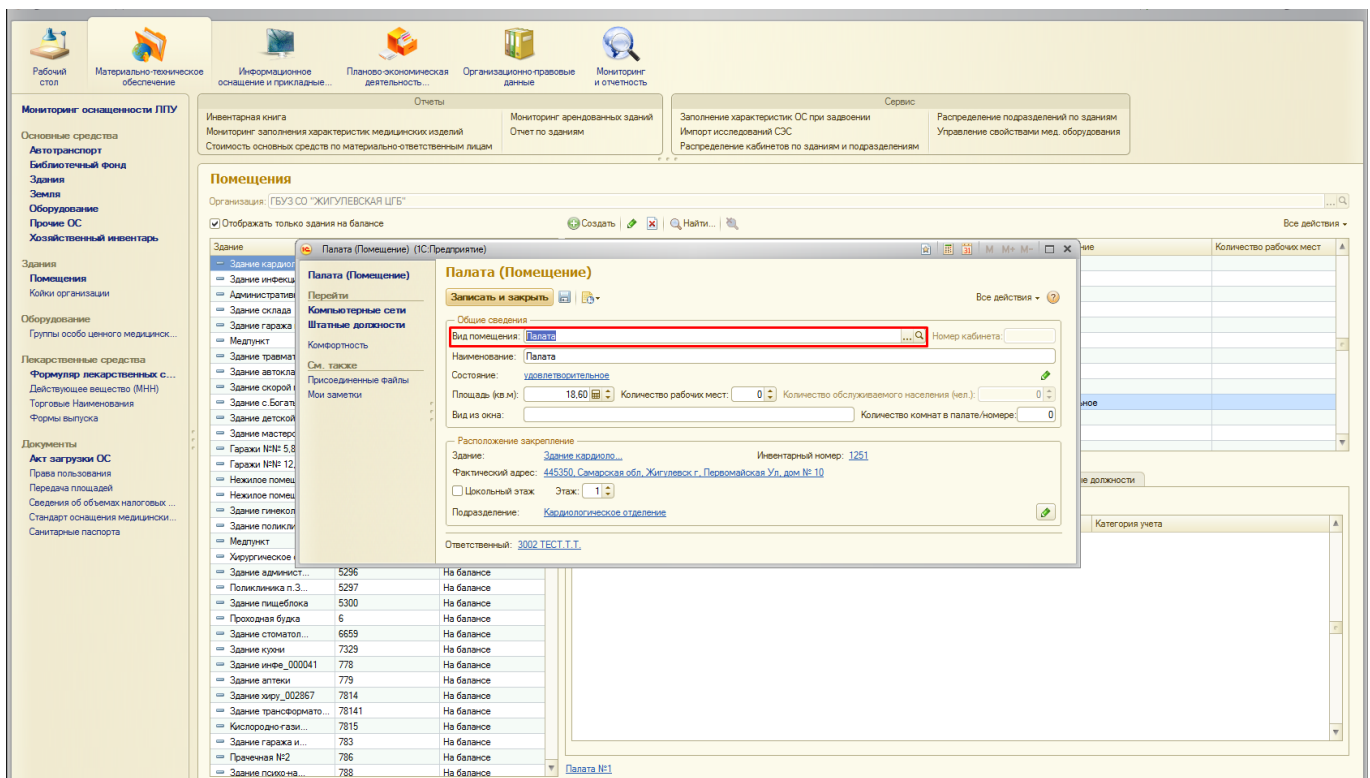 Рабочий стол
Материально-техническое обеспечение
Информационное оснащение и прикладные...
Планово-экономическая деятельность...
Организационно-правовые данные
Мониторинг и отчетность
Мониторинг оснащенности ЛПУ
Основные средства
Автотранспорт
Библиотечный фонд
Здания
Земля
Оборудование
Прочие ОС
Хозяйственный инвентарь
Здания
Помещения
Койки организации
Оборудование
Группы особо ценного медицинск...
Лекарственные средства
Формуляр лекарственных с...
Действующее вещество (МНН)
Торговые Наименования
Формы выпуска
Документы
Акт загрузки ОС
Права пользования
Передача площадей
Сведения об объемах налоговых ...
Стандарт оснащения медицински...
Санитарные паспорта
Отчеты
Инвентарная книга
Мониторинг арендованных зданий
Мониторинг заполнения характеристик медицинских изделий
Отчет по зданиям
Стоимость основных средств по материально-ответственным лицам
Сервис
Заполнение характеристик ОС при задвоении
Распределение подразделений по зданиям
Импорт исследований СЭС
Управление свойствами мед. оборудования
Распределение кабинетов по зданиям и подразделениям
Помещения
Организация: ГБУЗ СО "ЖИГУЛЕВСКАЯ ЦГБ"
Отображать только здания на балансе
Создать
Найти...
Все действия
Здание
ние
Количество рабочих мест
Здание кардиол
Здание инфекц
Административ
Здание склада
Здание гаража
Медпункт
Здание травмат
Здание автокла
Здание скорой
Здание с.Богат
ьное
Здание детской
Здание мастерс
Гаражи №№ 5,8
Гаражи №№ 12,
Нежилое помещ
Нежилое помещ
Здание гинекол
Здание поликли
Медпункт
Хирургическое
Здание админист... 5296 На балансе
Поликлиника п.З... 5297 На балансе
Здание пищеблока 5300 На балансе
Проходная будка 6 На балансе
Здание стоматол... 6659 На балансе
Здание кухни 7329 На балансе
Здание инфе_000041 778 На балансе
Здание аптеки 779 На балансе
Здание хиру_002867 7814 На балансе
Здание трансформато... 78141 На балансе
Кислородно-гази... 7815 На балансе
Здание гаража и... 783 На балансе
Прачечная №2 786 На балансе
Здание психо-на... 788 На балансе
ые должности
Категория учета
Палата №1
Палата (Помещение) (1С:Предприятие)
M M+ M-
Палата (Помещение)
Перейти
Компьютерные сети
Штатные должности
Комфортность
См. также
Присоединенные файлы
Мои заметки
Палата (Помещение)
Записать и закрыть
Все действия
Общие сведения
Вид помещения: Палата
Номер кабинета:
Наименование: Палата
Состояние: удовлетворительное
Площадь (кв.м): 18,60 Количество рабочих мест: 0 Количество обслуживаемого населения (чел.): 0
Вид из окна: Количество комнат в палате/номере: 0
Расположение закрепление
Здание: Здание кардиоло... Инвентарный номер: 1251
Фактический адрес: 445350, Самарская обл, Жигулевск г, Первомайская Ул, дом № 10
Цокольный этаж Этаж: 1
Подразделение: Кардиологическое отделение
Ответственный: 3002 ТЕСТ.Т.Т.